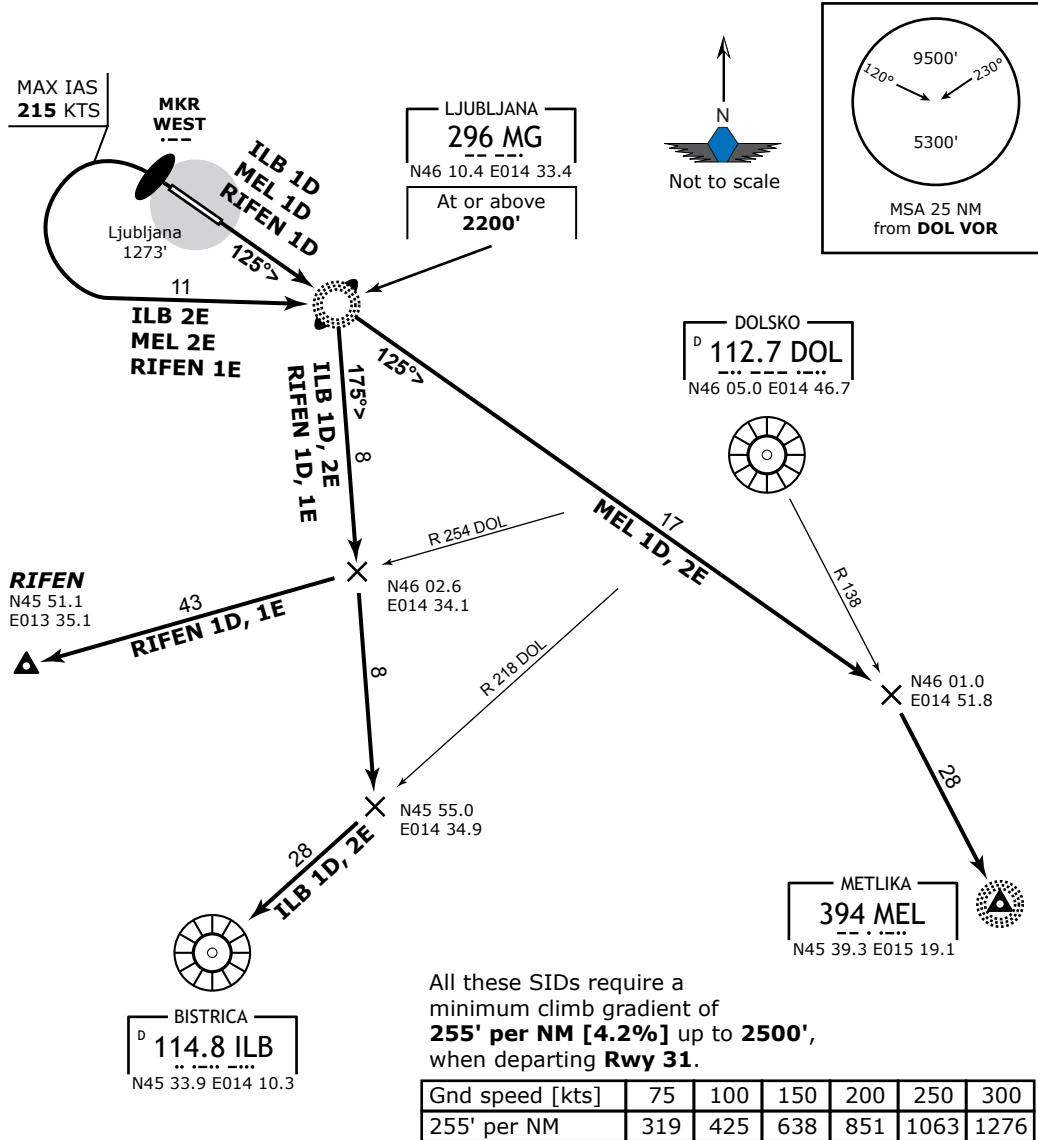 MAX IAS
215 KTS
MKR
WEST
ILB 1D
MEL 1D
RIFEN 1D
125°>
Ljubljana
1273'
11
ILB 2E
MEL 2E
RIFEN 1E
LJUBLJANA
296 MG
N46 10.4 E014 33.4
At or above
2200'
N
Not to scale
9500'
120°
230°
5300'
MSA 25 NM
from DOL VOR
DOLSKO
D 112.7 DOL
N46 05.0 E014 46.7
125°>
175°>
ILB 1D, 2E
RIFEN 1D, 1E
8
17
MEL 1D, 2E
R 254 DOL
R 138
R 218 DOL
RIFEN
N45 51.1
E013 35.1
43
RIFEN 1D, 1E
N46 02.6
E014 34.1
8
N46 01.0
E014 51.8
28
N45 55.0
E014 34.9
28
ILB 1D, 2E
METLIKA
394 MEL
N45 39.3 E015 19.1
BISTRICA
D 114.8 ILB
N45 33.9 E014 10.3
All these SIDs require a
minimum climb gradient of
255' per NM [4.2%] up to 2500',
when departing Rwy 31.
Gnd speed [kts] 75 100 150 200 250 300
255' per NM 319 425 638 851 1063 1276